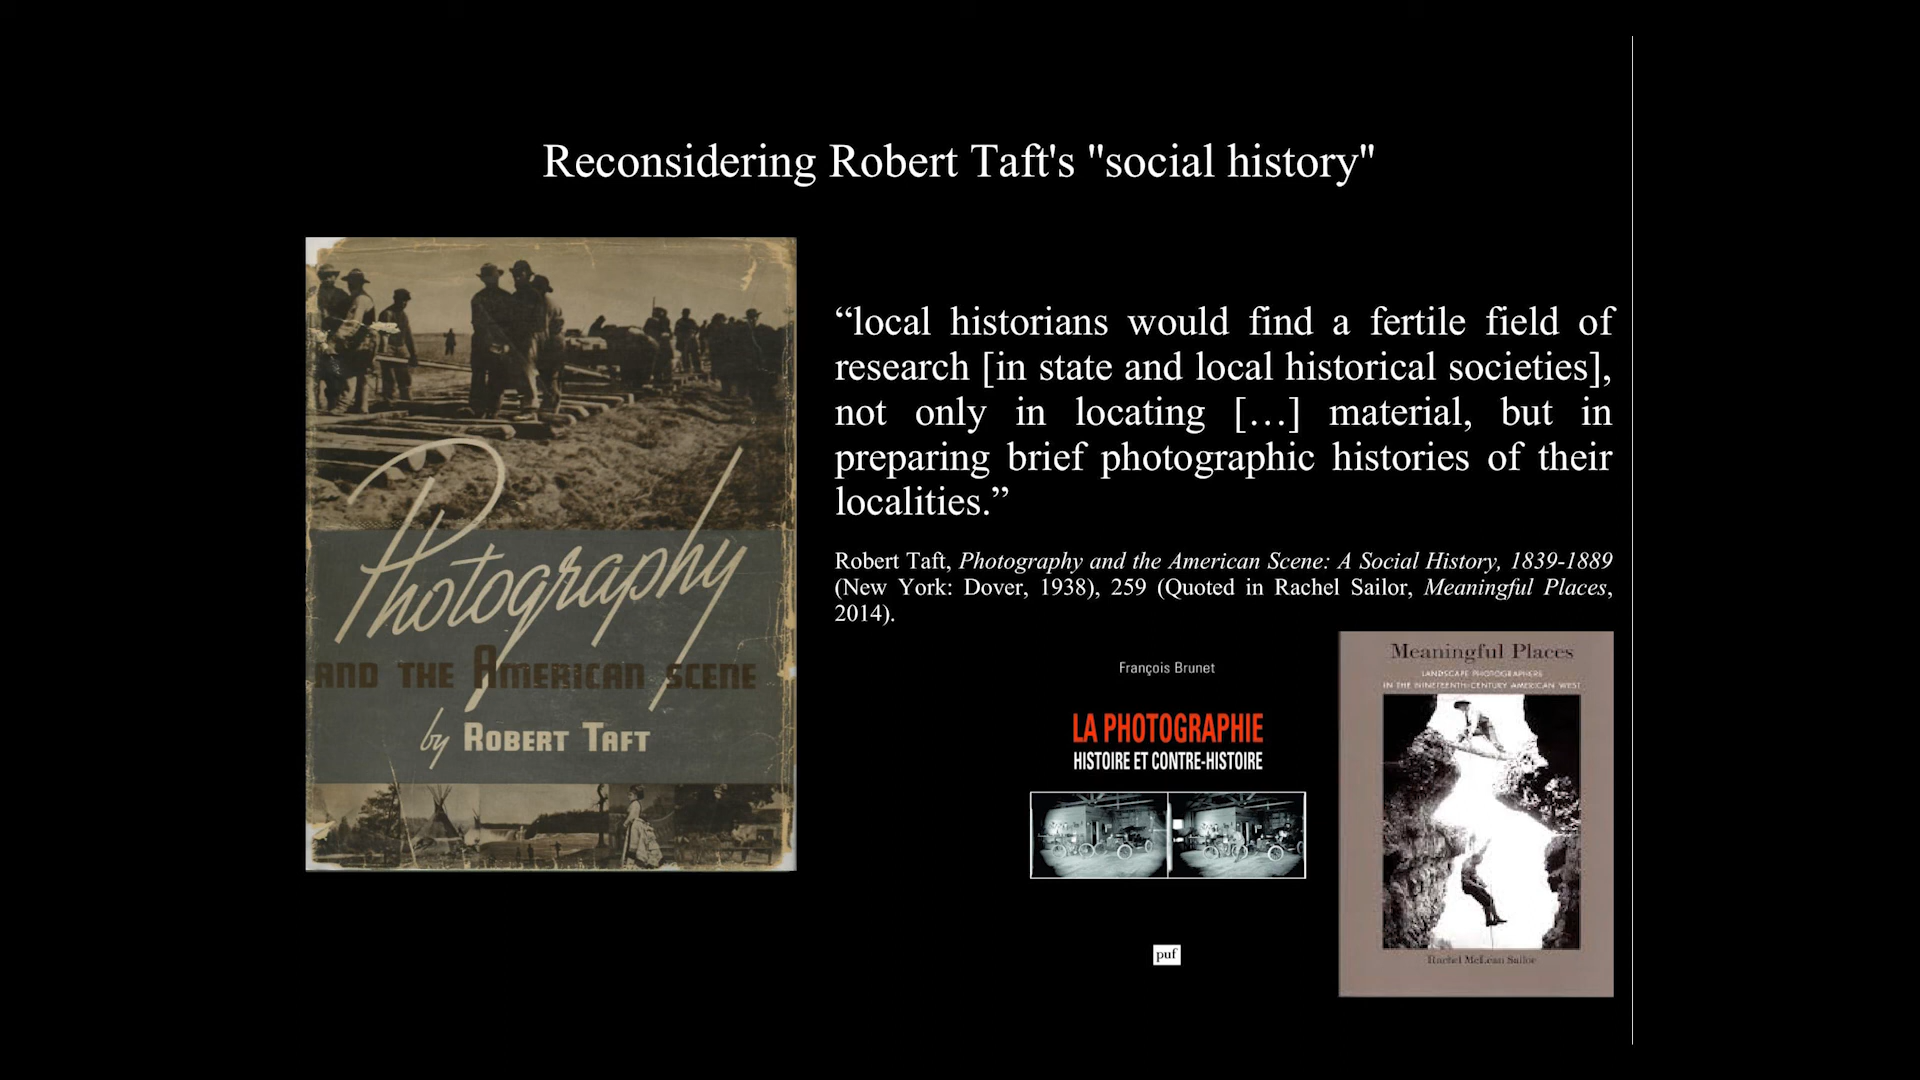 Reconsidering Robert Taft's "social history"
Photography
AND THE AMERICAN SCENE
by ROBERT TAFT
“local historians would find a fertile field of
research [in state and local historical societies],
not only in locating […] material, but in
preparing brief photographic histories of their
localities.”
Robert Taft, Photography and the American Scene: A Social History, 1839-1889
(New York: Dover, 1938), 259 (Quoted in Rachel Sailor, Meaningful Places,
2014).
François Brunet
LA PHOTOGRAPHIE
HISTOIRE ET CONTRE-HISTOIRE
puf
Meaningful Places
LANDSCAPE PHOTOGRAPHERS
IN THE NINETEENTH-CENTURY AMERICAN WEST
Rachel McLean Sailor